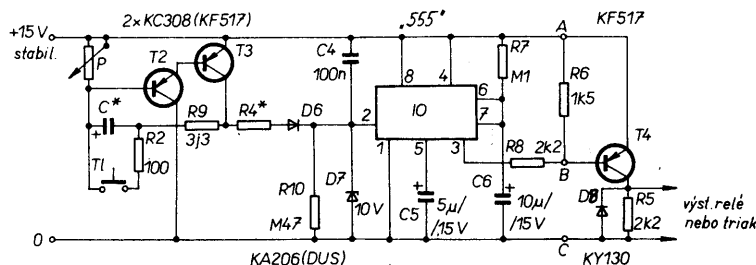 2×KC308(KF517) „555" KF517
+15V
stabil.
P
T2
T3
C4
100n
8
4
R7
M1
A
R6
1k5
C*
+
R2
100
R9
3j3
R4*
D6
2
IO
6
7
1
5
3
R8
2k2
B
T4
Tl
R10
M47
D7
10V
+
C5
5µ/
/15V
C6
+
10µ/
/15V
D8
R5
2k2
výst. relé
nebo triak
0
C
KA206(DUS)
KY130